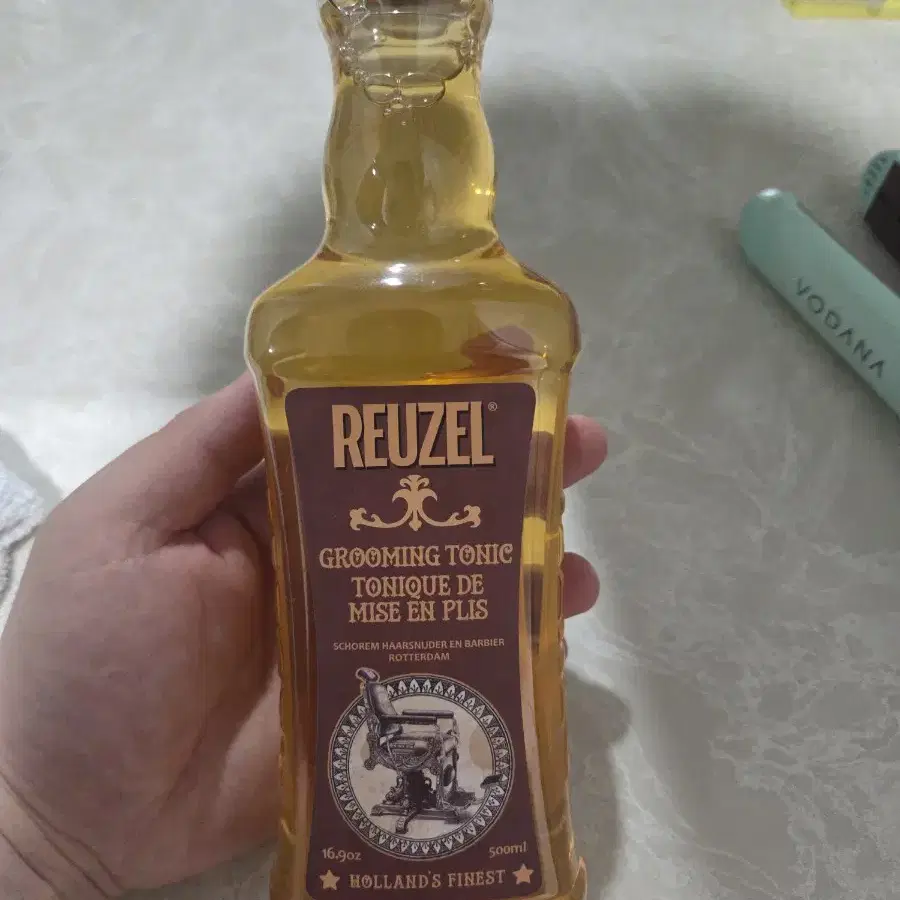 REUZEL®
GROOMING TONIC
TONIQUE DE
MISE EN PLIS
SCHOREM HAARSNIJDER EN BARBIER
ROTTERDAM
16.9oz 500ml
HOLLAND'S FINEST
VODANA